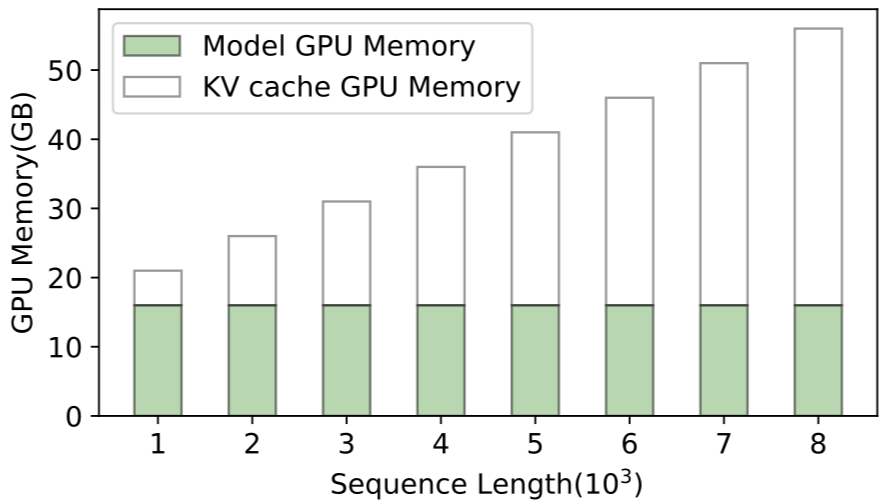 Model GPU Memory
KV cache GPU Memory
GPU Memory(GB)
50
40
30
20
10
0
1 2 3 4 5 6 7 8
Sequence Length(10³)